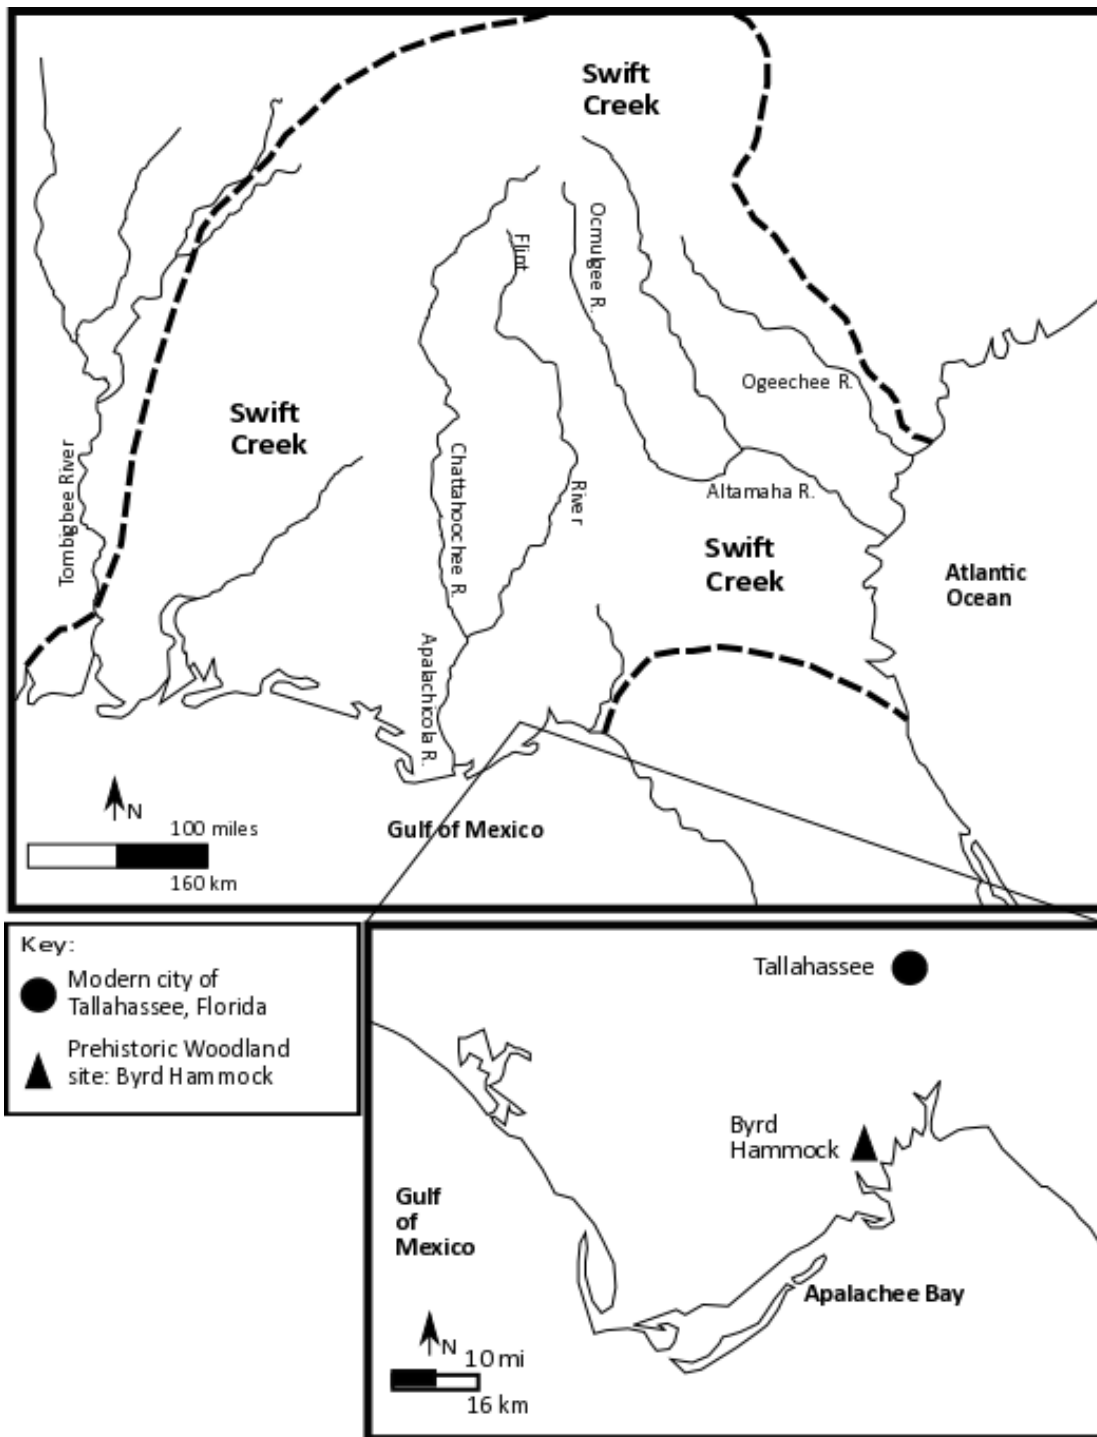 Swift
Creek
Flint
Ocmulgee R.
Ogeechee R.
Swift
Creek
Tombigbee River
Chattahoochee R.
River
Altamaha R.
Swift
Creek
Atlantic
Ocean
Apalachicola R.
N
100 miles
160 km
Gulf of Mexico
Key:
Modern city of
Tallahassee, Florida
Prehistoric Woodland
site: Byrd Hammock
Tallahassee
Byrd
Hammock
Gulf
of
Mexico
Apalachee Bay
N
10 mi
16 km